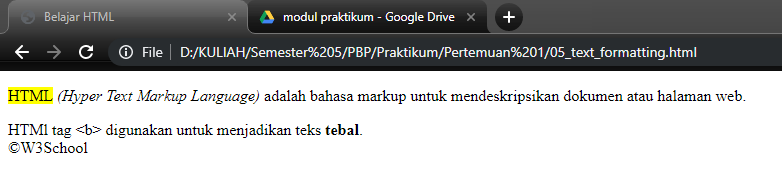 Belajar HTML
modul praktikum - Google Drive
File D:/KULIAH/Semester%205/PBP/Praktikum/Pertemuan%201/05_text_formatting.html
HTML (Hyper Text Markup Language) adalah bahasa markup untuk mendeskripsikan dokumen atau halaman web.
HTMl tag <b> digunakan untuk menjadikan teks tebal.
©W3School